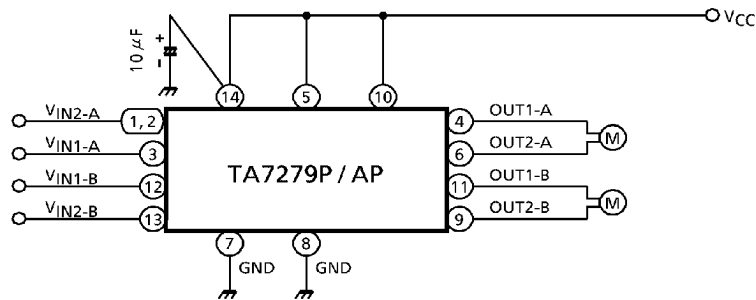 10 μF
+
-
VCC
14
5
10
VIN2-A
1, 2
4
OUT1-A
M
VIN1-A
3
TA7279P / AP
6
OUT2-A
VIN1-B
12
11
OUT1-B
M
VIN2-B
13
9
OUT2-B
7
8
GND
GND